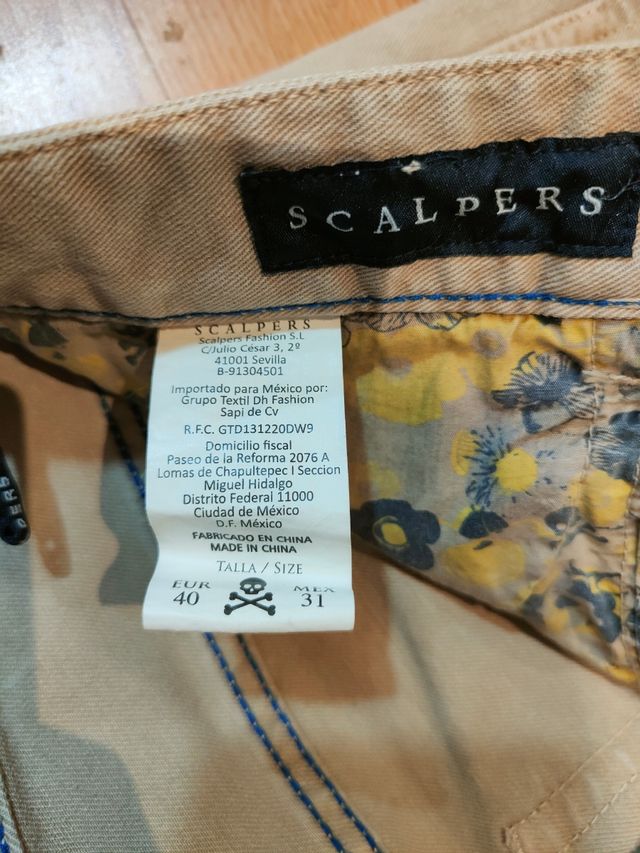 SCALPERS
SCALPERS
Scalpers Fashion S.L
C/Julio César 3, 2º
41001 Sevilla
B-91304501
Importado para México por:
Grupo Textil Dh Fashion
Sapi de Cv
R.F.C. GTD131220DW9
Domicilio fiscal
Paseo de la Reforma 2076 A
Lomas de Chapultepec I Seccion
Miguel Hidalgo
Distrito Federal 11000
Ciudad de México
D.F. México
FABRICADO EN CHINA
MADE IN CHINA
TALLA / SIZE
EUR MEX
40 31